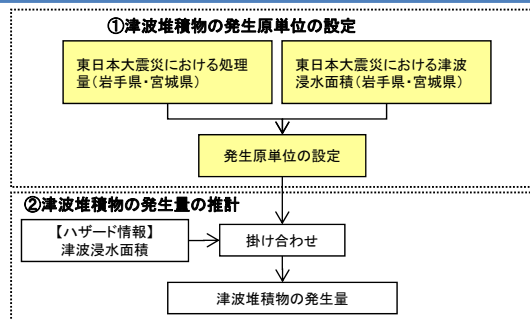 ①津波堆積物の発生原単位の設定
東日本大震災における処理
量(岩手県・宮城県)
東日本大震災における津波
浸水面積(岩手県・宮城県)
発生原単位の設定
②津波堆積物の発生量の推計
【ハザード情報】
津波浸水面積
掛け合わせ
津波堆積物の発生量